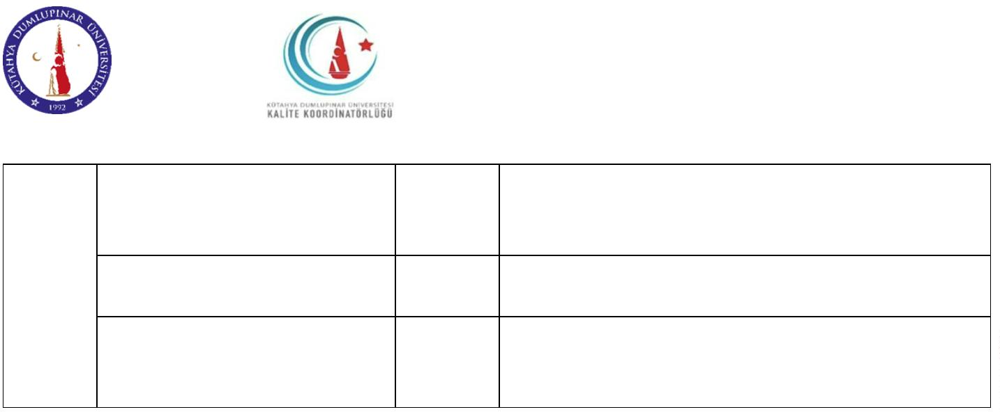 KÜTAHYA DUMLUPINAR ÜNİVERSİTESİ
1992
KÜTAHYA DUMLUPINAR ÜNİVERSİTESİ
KALİTE KOORDİNATÖRLÜĞÜ